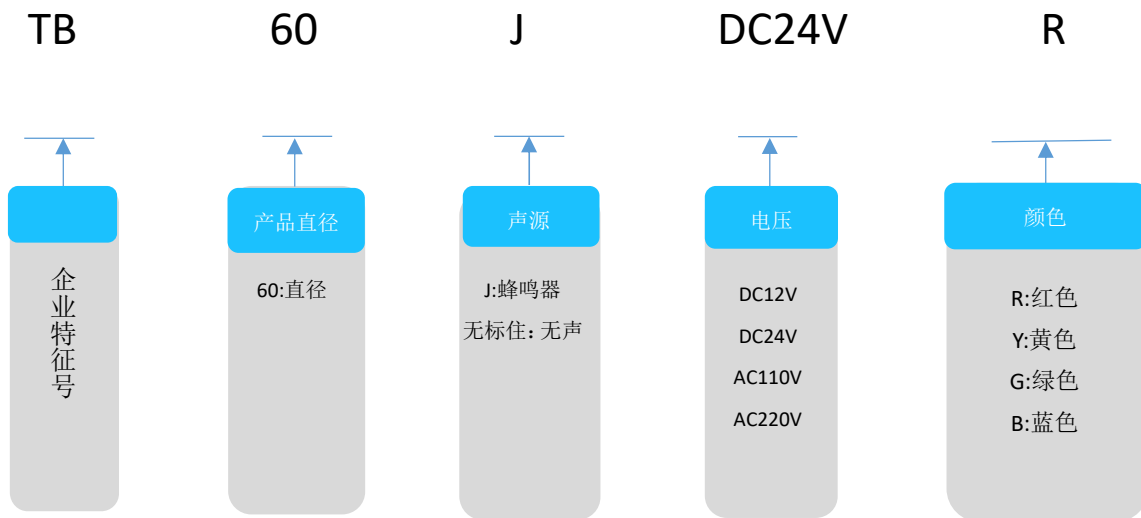 TB 60 J DC24V R
产品直径
声源
电压
颜色
企业特征号
60:直径
J:蜂鸣器
无标住：无声
DC12V
DC24V
AC110V
AC220V
R:红色
Y:黄色
G:绿色
B:蓝色